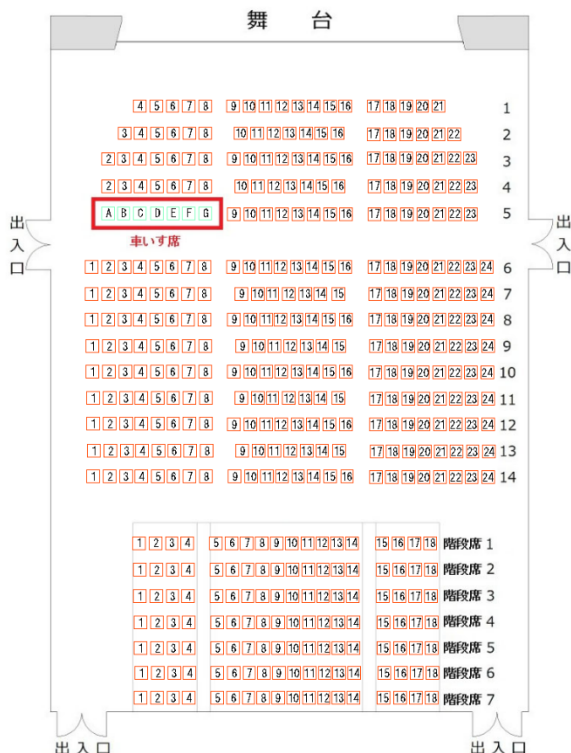 舞 台
4 5 6 7 8 9 10 11 12 13 14 15 16 17 18 19 20 21 1
3 4 5 6 7 8 10 11 12 13 14 15 16 17 18 19 20 21 22 2
2 3 4 5 6 7 8 9 10 11 12 13 14 15 16 17 18 19 20 21 22 23 3
2 3 4 5 6 7 8 10 11 12 13 14 15 16 17 18 19 20 21 22 23 4
A B C D E F G 9 10 11 12 13 14 15 16 17 18 19 20 21 22 23 5
車いす席
出入口
出入口
1 2 3 4 5 6 7 8 9 10 11 12 13 14 15 16 17 18 19 20 21 22 23 24 6
1 2 3 4 5 6 7 8 9 10 11 12 13 14 15 17 18 19 20 21 22 23 24 7
1 2 3 4 5 6 7 8 9 10 11 12 13 14 15 16 17 18 19 20 21 22 23 24 8
1 2 3 4 5 6 7 8 9 10 11 12 13 14 15 17 18 19 20 21 22 23 24 9
1 2 3 4 5 6 7 8 9 10 11 12 13 14 15 16 17 18 19 20 21 22 23 24 10
1 2 3 4 5 6 7 8 9 10 11 12 13 14 15 17 18 19 20 21 22 23 24 11
1 2 3 4 5 6 7 8 9 10 11 12 13 14 15 16 17 18 19 20 21 22 23 24 12
1 2 3 4 5 6 7 8 9 10 11 12 13 14 15 17 18 19 20 21 22 23 24 13
1 2 3 4 5 6 7 8 9 10 11 12 13 14 15 16 17 18 19 20 21 22 23 24 14
1 2 3 4 5 6 7 8 9 10 11 12 13 14 15 16 17 18 階段席 1
1 2 3 4 5 6 7 8 9 10 11 12 13 14 15 16 17 18 階段席 2
1 2 3 4 5 6 7 8 9 10 11 12 13 14 15 16 17 18 階段席 3
1 2 3 4 5 6 7 8 9 10 11 12 13 14 15 16 17 18 階段席 4
1 2 3 4 5 6 7 8 9 10 11 12 13 14 15 16 17 18 階段席 5
1 2 3 4 5 6 7 8 9 10 11 12 13 14 15 16 17 18 階段席 6
1 2 3 4 5 6 7 8 9 10 11 12 13 14 15 16 17 18 階段席 7
出入口 出入口